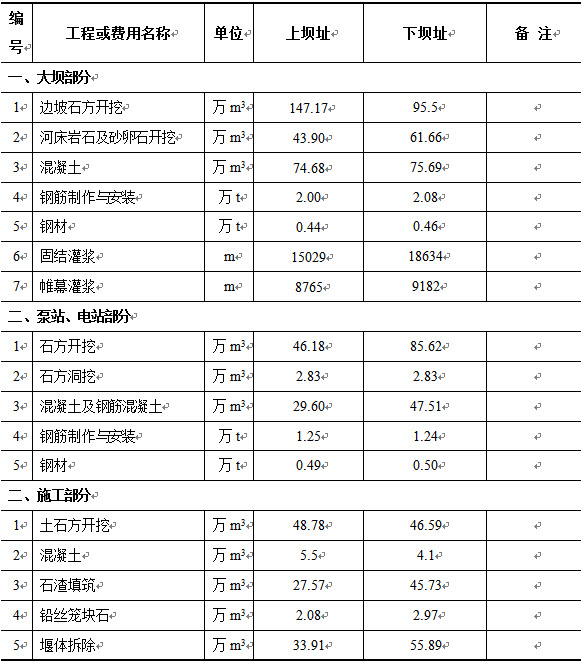 编号 工程或费用名称 单位 上坝址 下坝址 备 注
一、大坝部分
1 边坡石方开挖 万 m³ 147.17 95.5
2 河床岩石及砂卵石开挖 万 m³ 43.90 61.66
3 混凝土 万 m³ 74.68 75.69
4 钢筋制作与安装 万 t 2.00 2.08
5 钢材 万 t 0.44 0.46
6 固结灌浆 m 15029 18634
7 帷幕灌浆 m 8765 9182
二、泵站、电站部分
1 石方开挖 万 m³ 46.18 85.62
2 石方洞挖 万 m³ 2.83 2.83
3 混凝土及钢筋混凝土 万 m³ 29.60 47.51
4 钢筋制作与安装 万 t 1.25 1.24
5 钢材 万 t 0.49 0.50
二、施工部分
1 土石方开挖 万 m³ 48.78 46.59
2 混凝土 万 m³ 5.5 4.1
3 石渣填筑 万 m³ 27.57 45.73
4 铅丝笼块石 万 m³ 2.08 2.97
5 堰体拆除 万 m³ 33.91 55.89